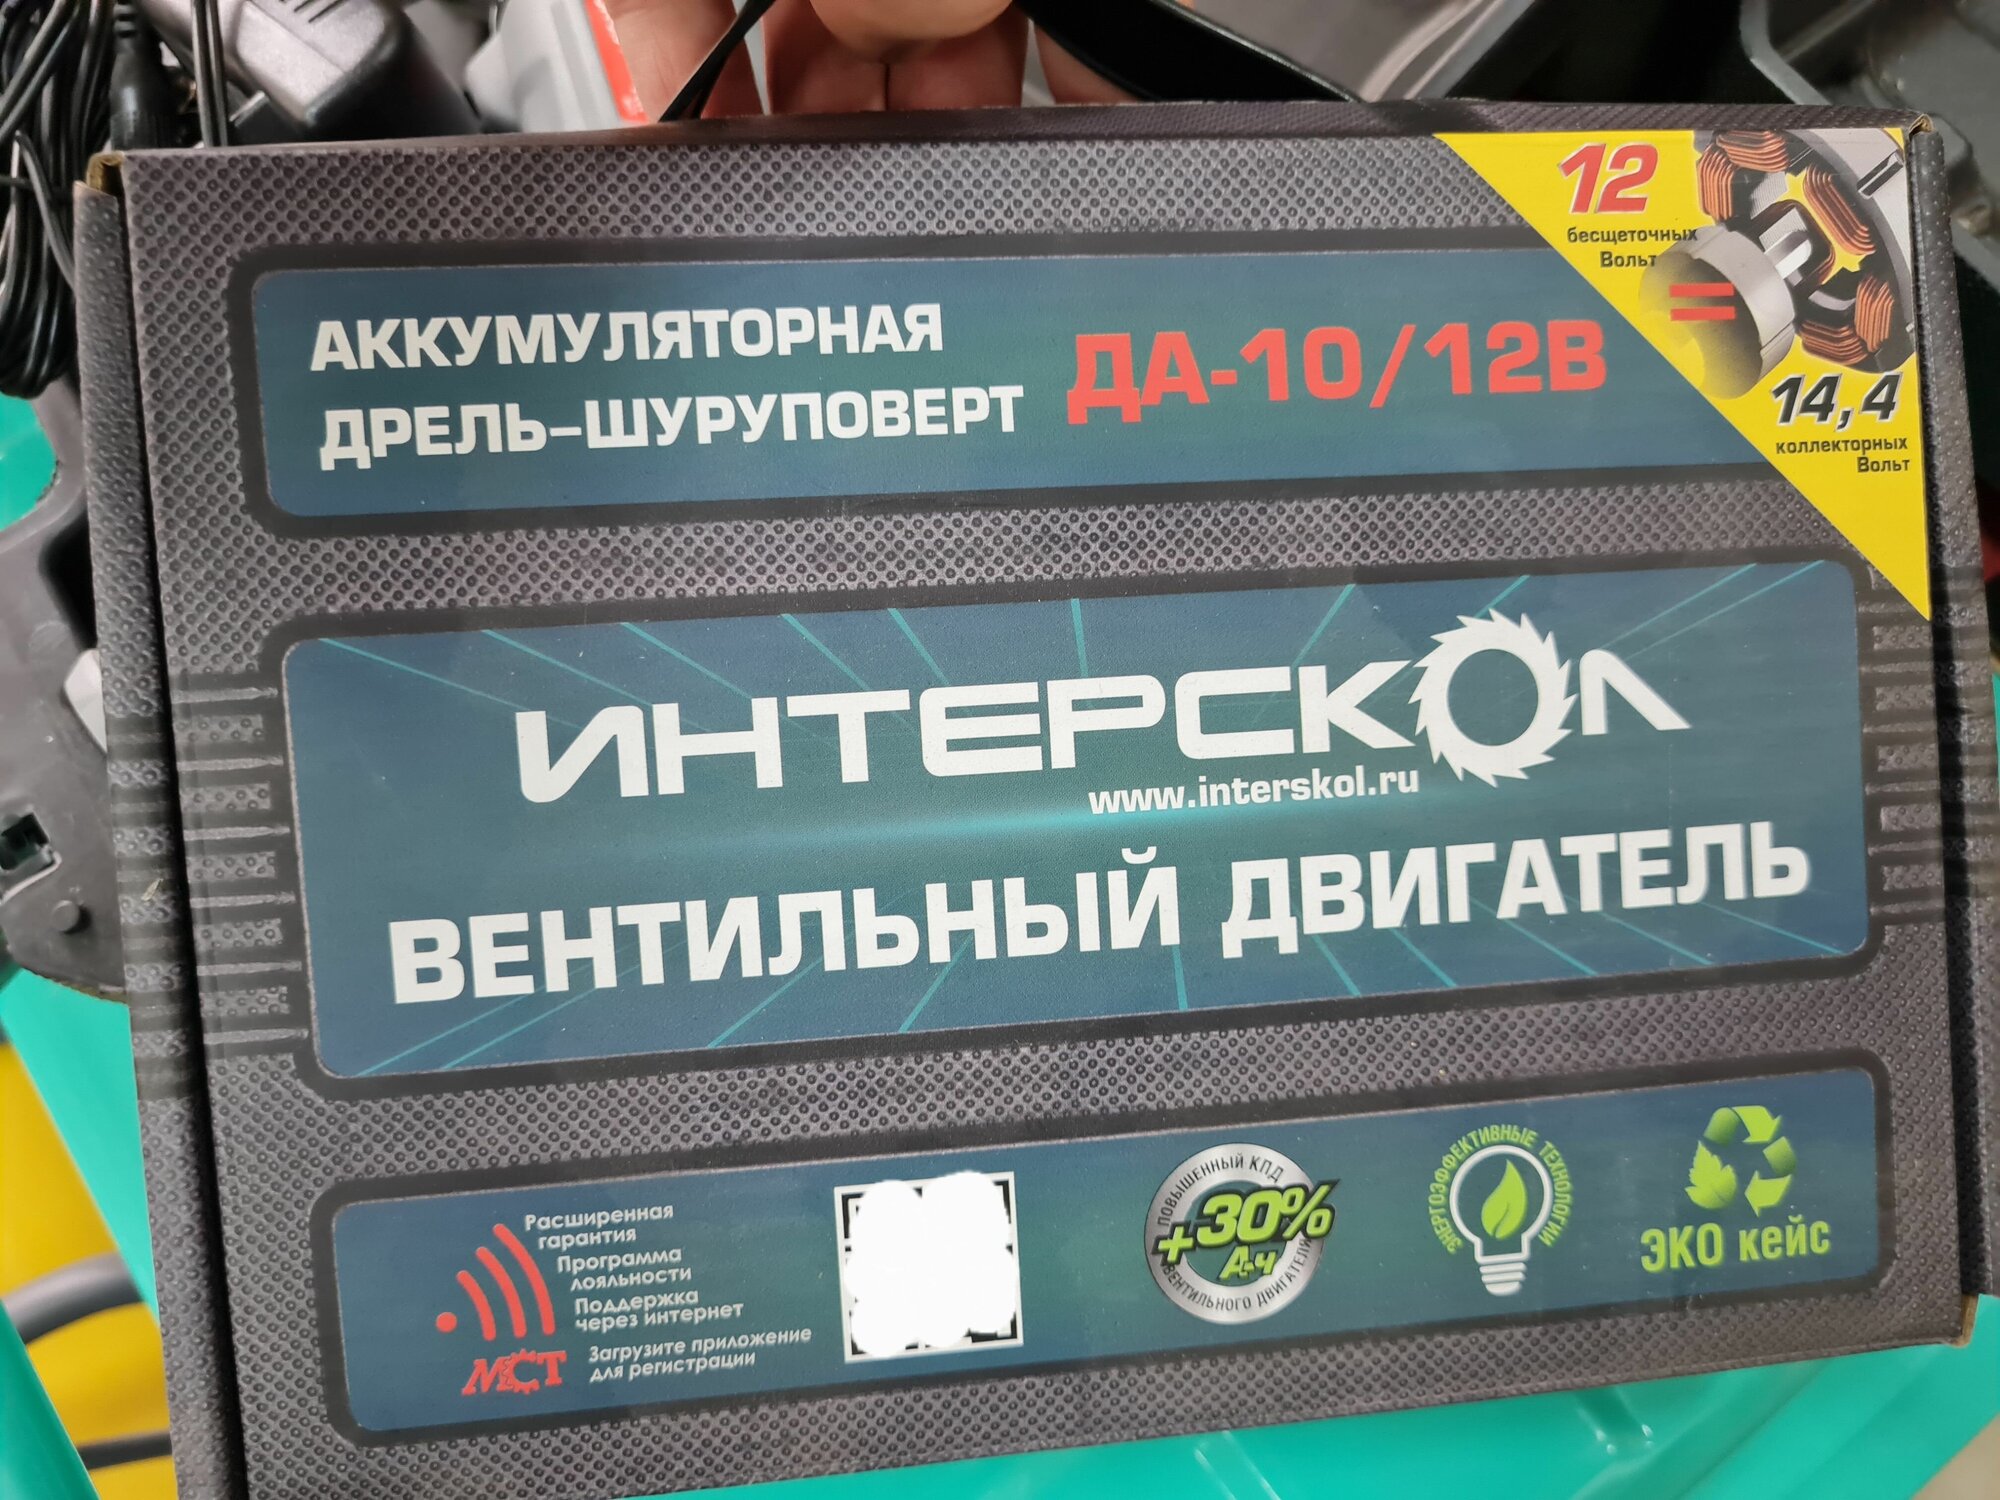 12
бесщеточных
Вольт
=
14,4
коллекторных
Вольт
АККУМУЛЯТОРНАЯ
ДРЕЛЬ-ШУРУПОВЕРТ
ДА-10/12В
ИНТЕРСКОЛ
www.interskol.ru
ВЕНТИЛЬНЫЙ ДВИГАТЕЛЬ
Расширенная
гарантия
Программа
лояльности
Поддержка
через интернет
Загрузите приложение
для регистрации
МСТ
ПОВЫШЕННЫЙ КПД
+30%
А-ч
ВЕНТИЛЬНОГО ДВИГАТЕЛЯ
ЭНЕРГОЭФФЕКТИВНЫЕ ТЕХНОЛОГИИ
ЭКО кейс